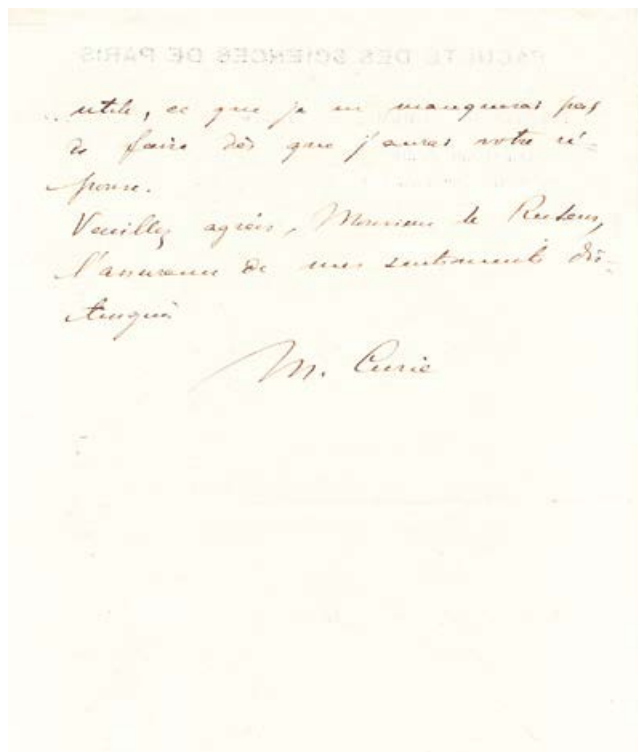 FACULTÉ DES SCIENCES DE PARIS
utile, ce que je ne manquerai pas
de faire dès que j'aurai votre ré=
ponse.
Veuillez agréer, Monsieur le Recteur,
l'assurance de mes sentiments dis=
tingués
M. Curie